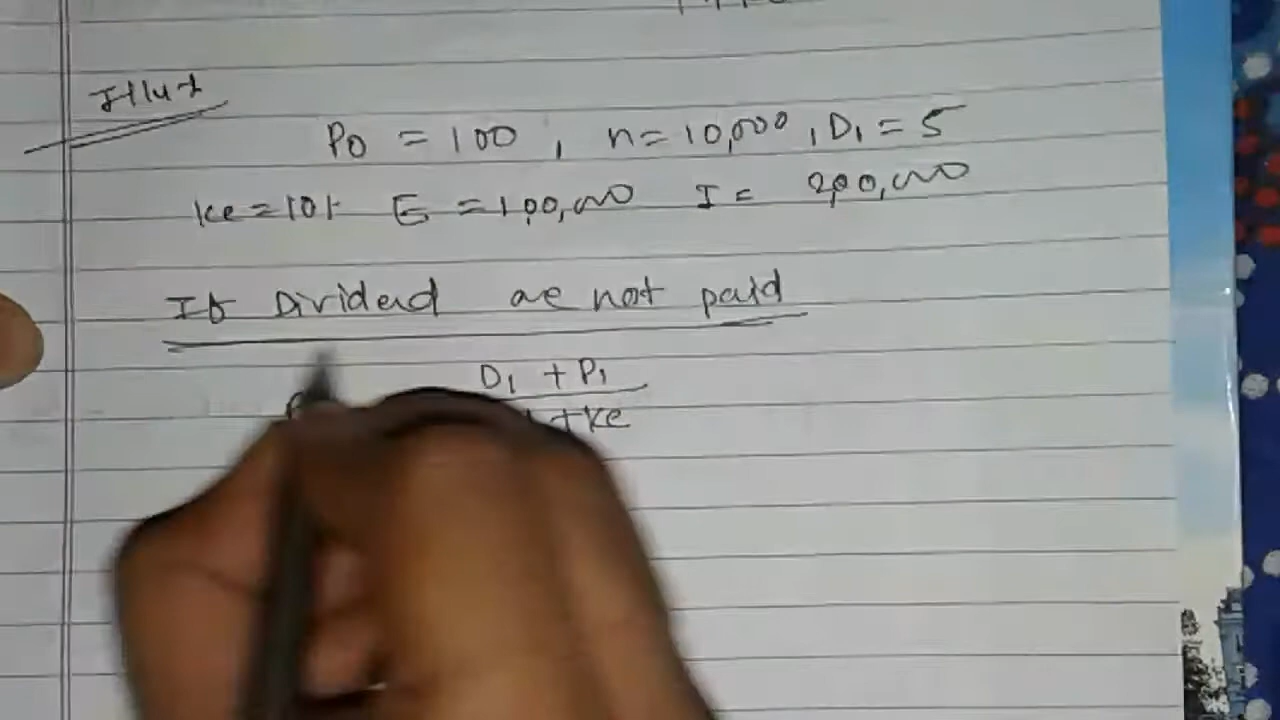 Illus
P0 = 100 , n = 10,000 , D1 = 5
ke = 10% E = 1,00,000 I = 2,00,000
If Dividend are not paid
D1 + P1
+ke